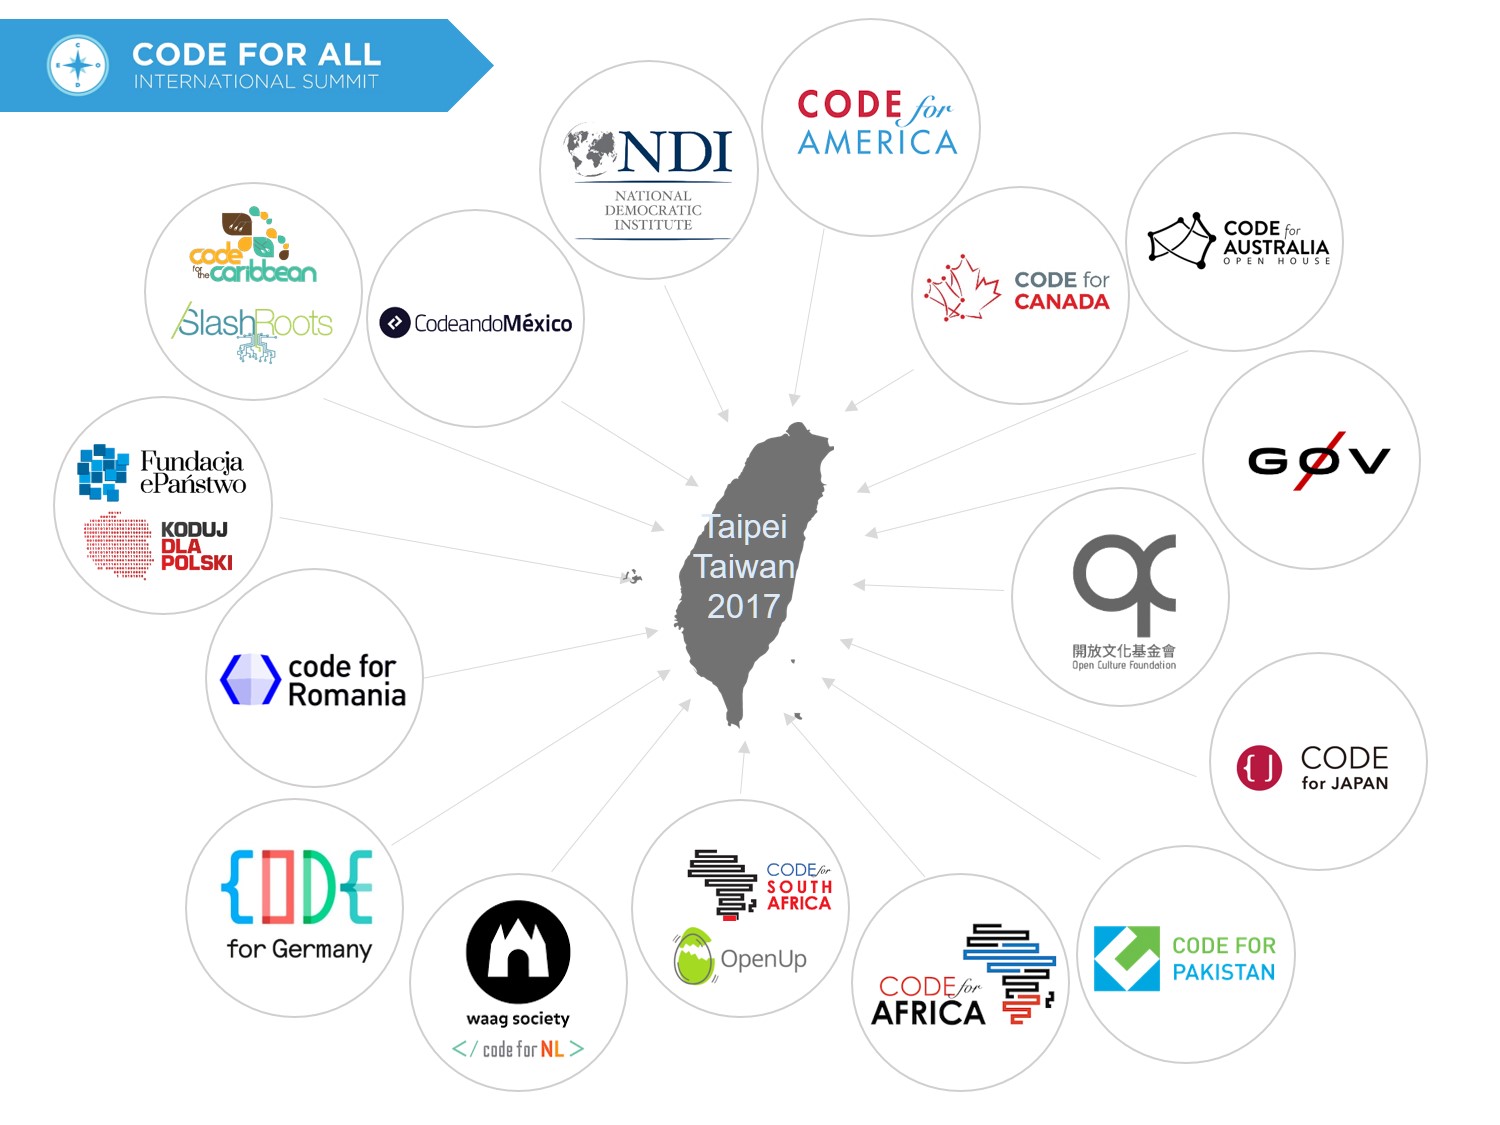 CODE FOR ALL
INTERNATIONAL SUMMIT
C
E
O
D
NDI
NATIONAL
DEMOCRATIC
INSTITUTE
CODE for
AMERICA
code
for the caribbean
SlashRoots
CodeandoMéxico
CODE for
CANADA
CODE for
AUSTRALIA
OPEN HOUSE
Fundacja
ePaństwo
KODUJ
DLA
POLSKI
GØV
Taipei
Taiwan
2017
開放文化基金會
Open Culture Foundation
code for
Romania
CODE
for JAPAN
{CODE
for Germany
waag society
</ code for NL >
CODE for
SOUTH
AFRICA
OpenUp
CODE for
AFRICA
CODE FOR
PAKISTAN